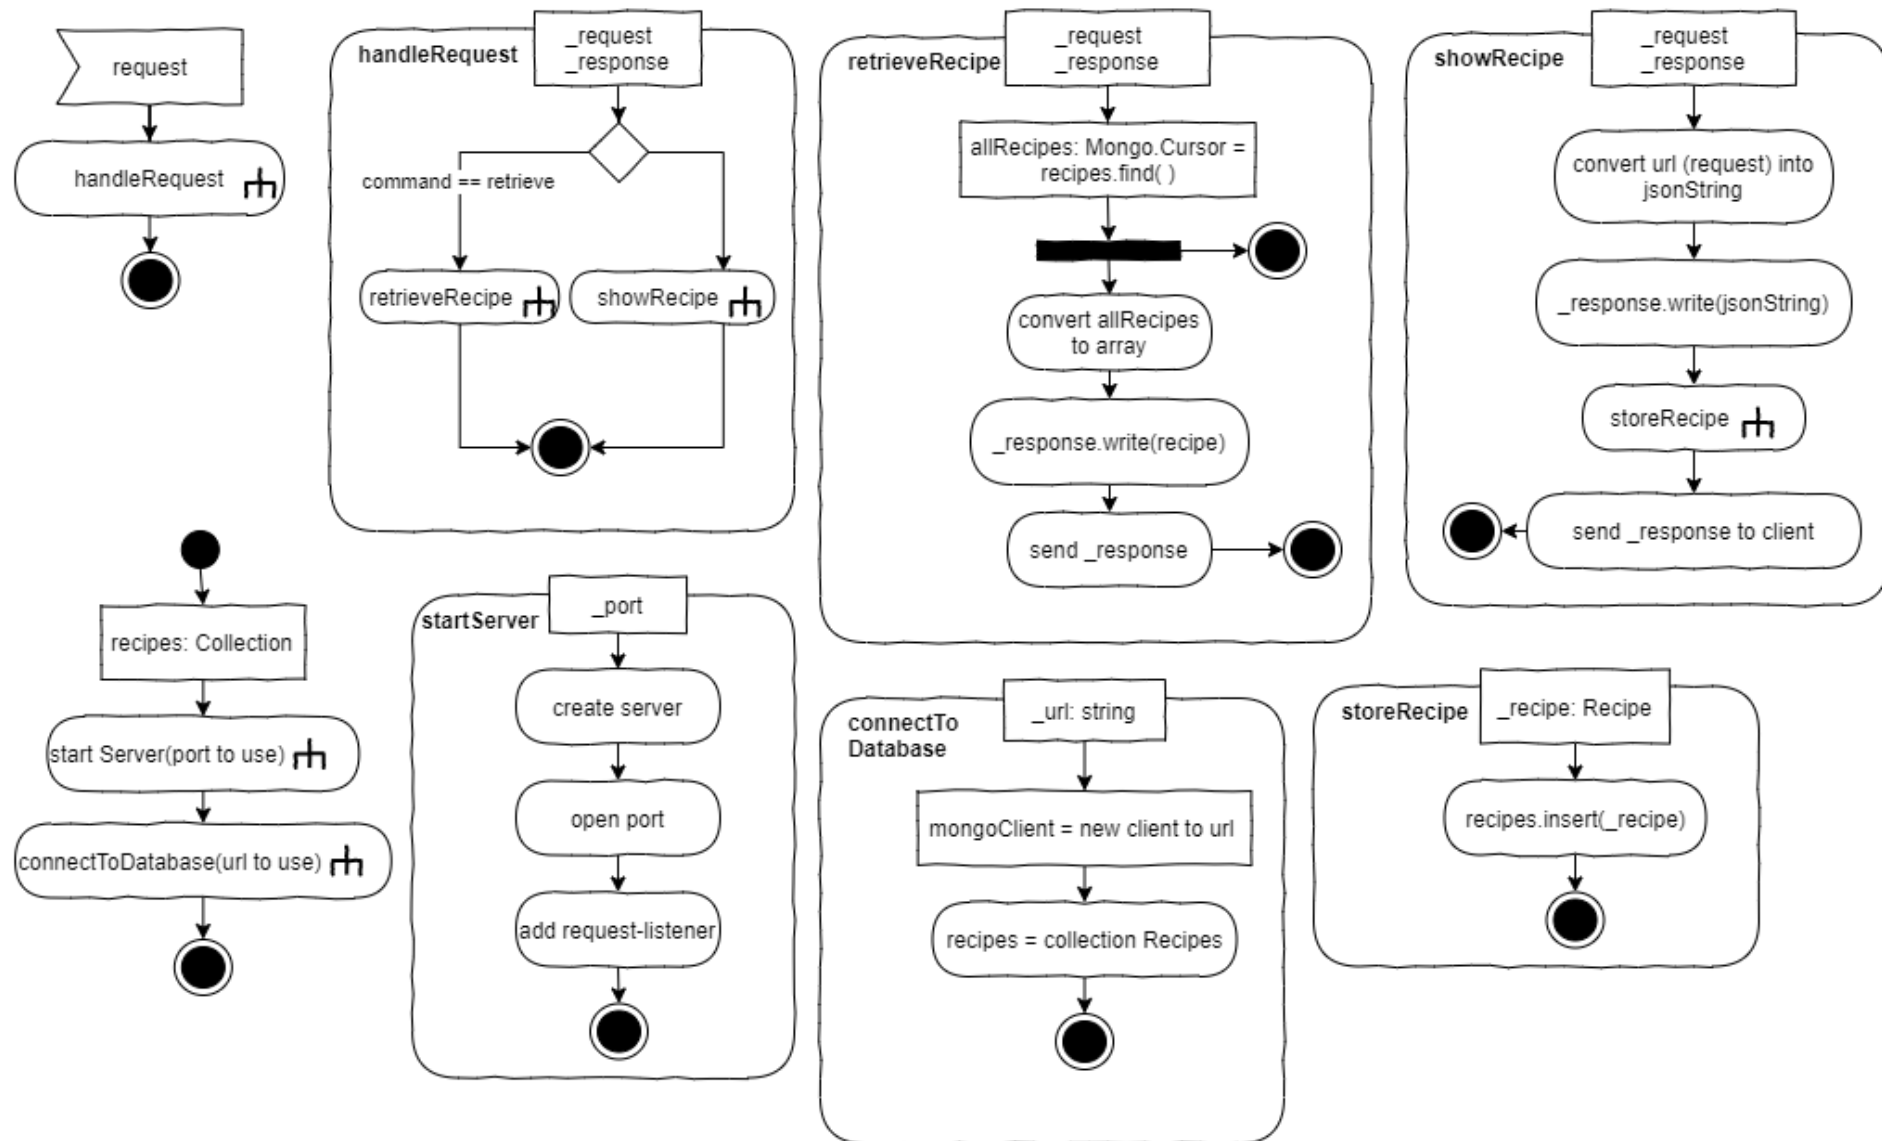 request
handleRequest
handleRequest
_request
_response
command == retrieve
retrieveRecipe
showRecipe
retrieveRecipe
_request
_response
allRecipes: Mongo.Cursor =
recipes.find( )
convert allRecipes
to array
_response.write(recipe)
send _response
showRecipe
_request
_response
convert url (request) into
jsonString
_response.write(jsonString)
storeRecipe
send _response to client
recipes: Collection
start Server(port to use)
connectToDatabase(url to use)
startServer
_port
create server
open port
add request-listener
connectTo
Database
_url: string
mongoClient = new client to url
recipes = collection Recipes
storeRecipe
_recipe: Recipe
recipes.insert(_recipe)